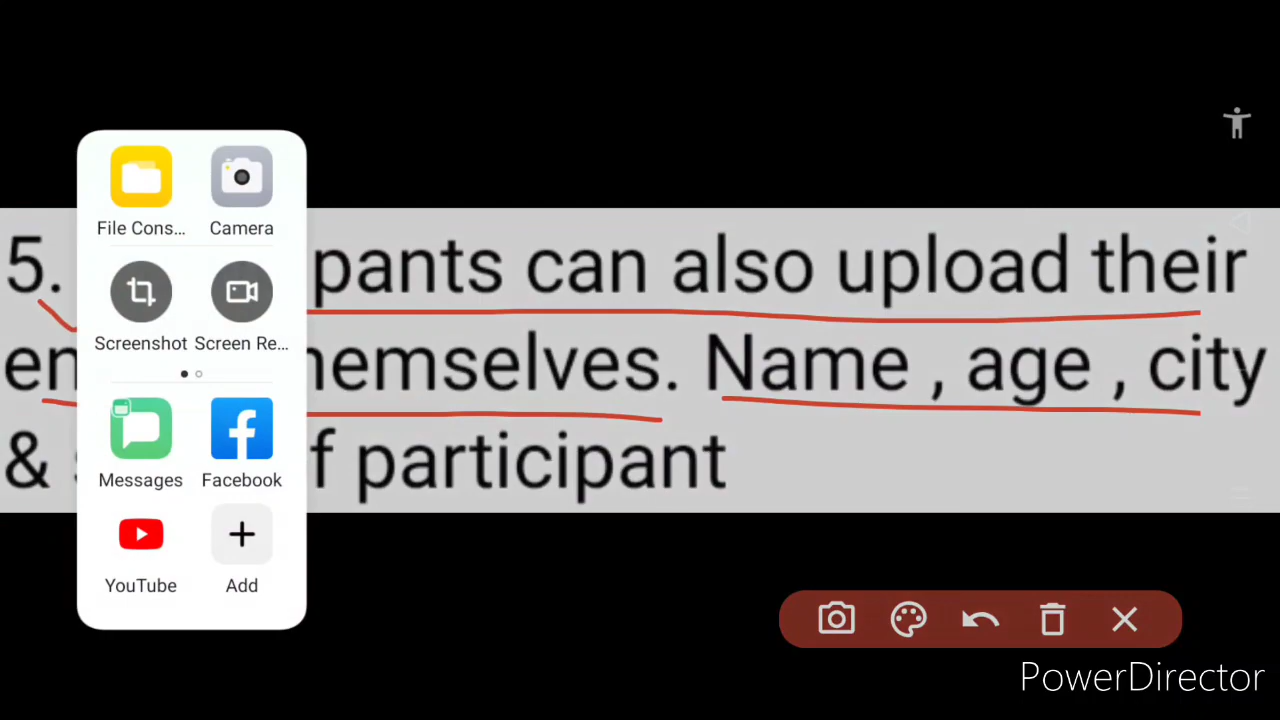 File Cons...
Camera
Screenshot
Screen Re...
Messages
Facebook
YouTube
Add
5. pants can also upload their
en hemselves. Name , age , city
& f participant
PowerDirector